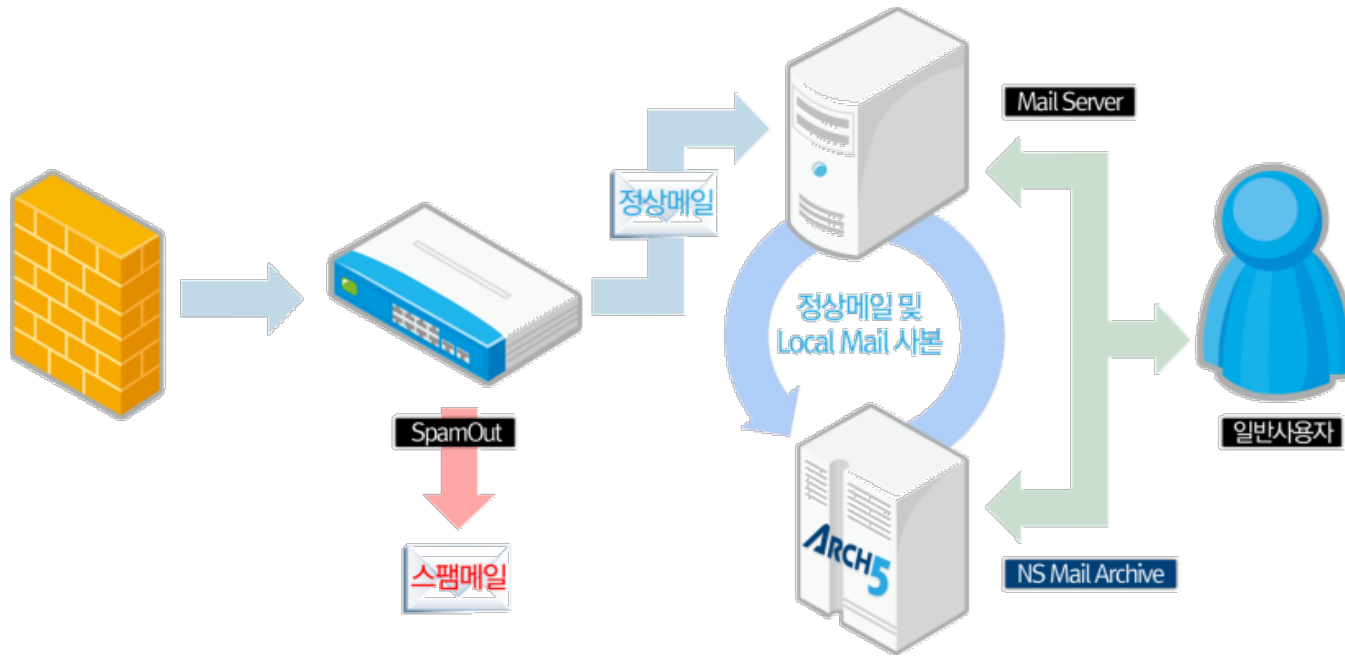 Mail Server
정상메일
정상메일 및
Local Mail 사본
SpamOut
일반사용자
스팸메일
ARCH5
NS Mail Archive